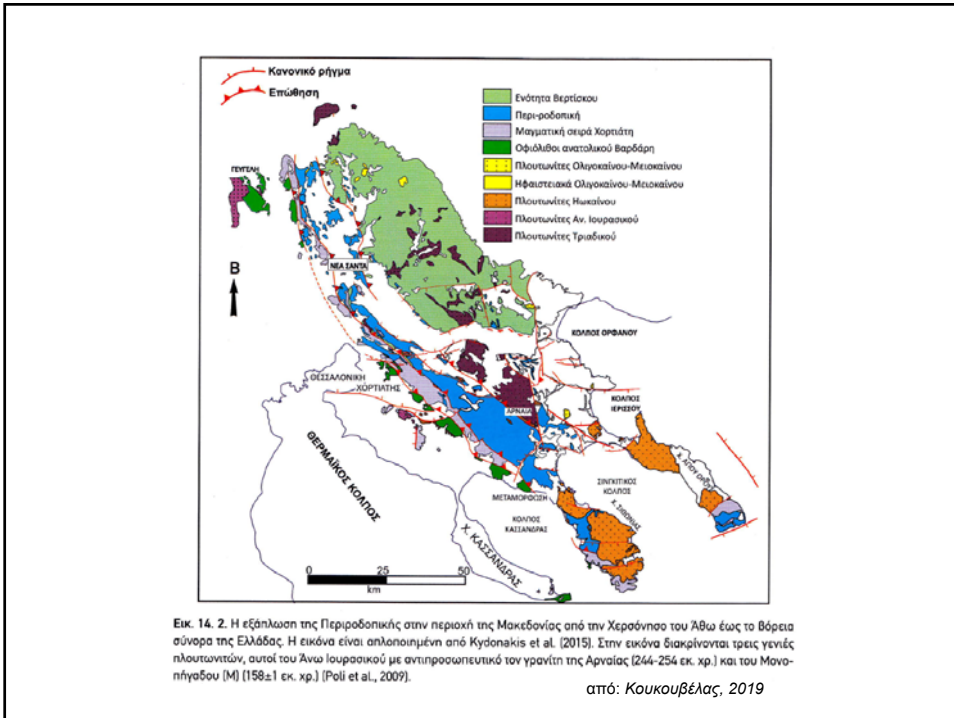 Κανονικό ρήγμα
Επώθηση
Ενότητα Βερτίσκου
Περι-ροδοπική
Μαγματική σειρά Χορτιάτη
Οφιόλιθοι ανατολικού Βαρδάρη
Πλουτωνίτες Ολιγοκαίνου-Μειοκαίνου
Ηφαιστειακά Ολιγοκαίνου-Μειοκαίνου
Πλουτωνίτες Ηωκαίνου
Πλουτωνίτες Αν. Ιουρασικού
Πλουτωνίτες Τριαδικού
ΓΕΥΓΕΛΗ
ΝΕΑ ΣΑΝΤΑ
Β
ΚΟΛΠΟΣ ΟΡΦΑΝΟΥ
ΘΕΣΣΑΛΟΝΙΚΗ
ΧΟΡΤΙΑΤΗΣ
ΚΟΛΠΟΣ
ΙΕΡΙΣΣΟΥ
ΑΡΝΑΙΑ
ΘΕΡΜΑΪΚΟΣ ΚΟΛΠΟΣ
Χ. ΑΓΙΟΥ ΟΡΟΥΣ
ΣΙΝΓΚΙΤΙΚΟΣ
ΚΟΛΠΟΣ
Χ. ΣΙΘΩΝΙΑΣ
ΜΕΤΑΜΟΡΦΩΣΗ
ΚΟΛΠΟΣ
ΚΑΣΣΑΝΔΡΑΣ
Χ. ΚΑΣΣΑΝΔΡΑΣ
0 25 50
km
Εικ. 14. 2. Η εξάπλωση της Περιροδοπικής στην περιοχή της Μακεδονίας από την Χερσόνησο του Άθω έως το Βόρεια
σύνορα της Ελλάδας. Η εικόνα είναι απλοποιημένη από Kydonakis et al. (2015). Στην εικόνα διακρίνονται τρεις γενιές
πλουτωνιτών, αυτοί του Άνω Ιουρασικού με αντιπροσωπευτικό τον γρανίτη της Αρναίας (244-254 εκ. χρ.) και του Μονο-
πήγαδου (Μ) (158±1 εκ. χρ.) (Poli et al., 2009).
από: Κουκουβέλας, 2019